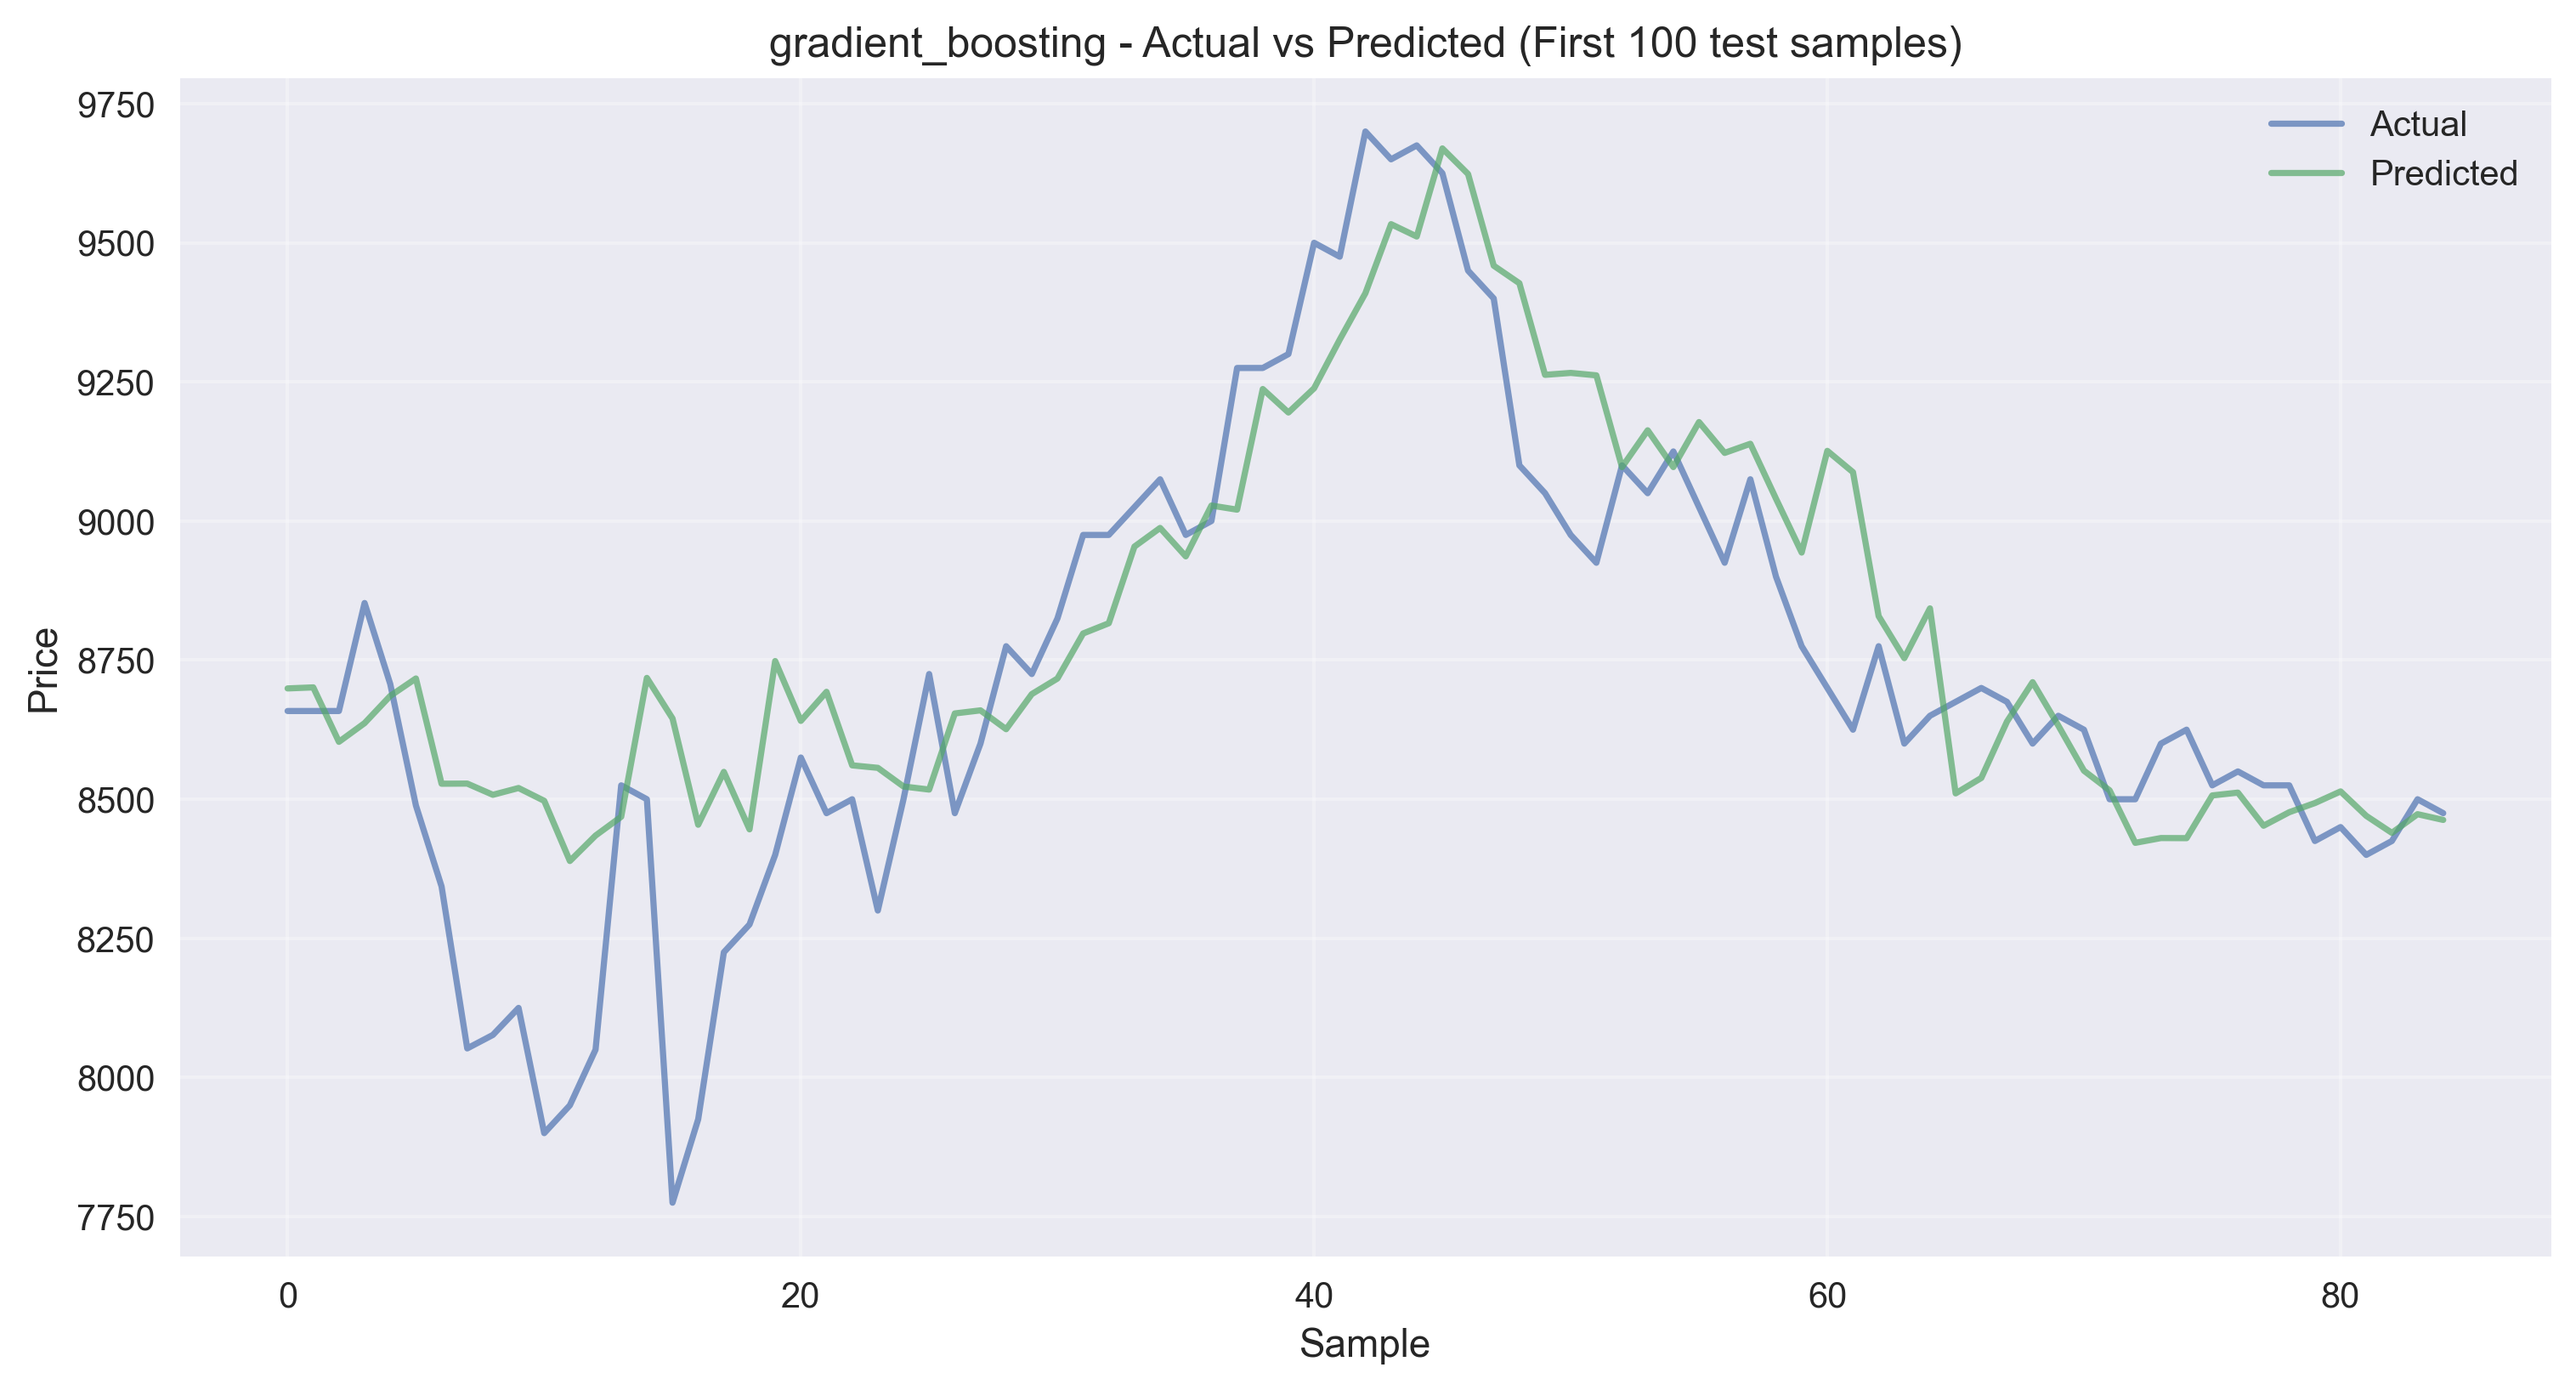 gradient_boosting - Actual vs Predicted (First 100 test samples)
Actual
Predicted
Price
9750
9500
9250
9000
8750
8500
8250
8000
7750
0 20 40 60 80
Sample